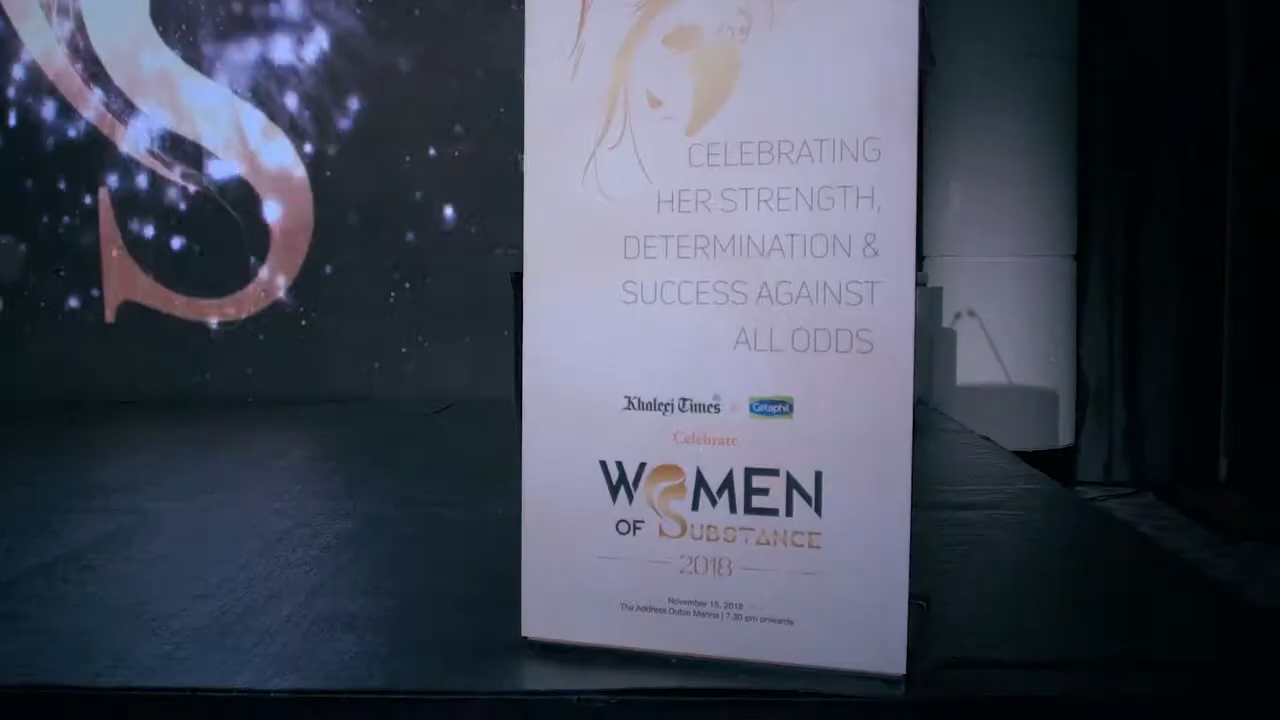 S
CELEBRATING
HER STRENGTH,
DETERMINATION &
SUCCESS AGAINST
ALL ODDS
Khaleej Times
Cetaphil
Celebrate
WOMEN
OF SUBSTANCE
2018
November 15, 2018
The Address Dubai Marina | 7.30 pm onwards